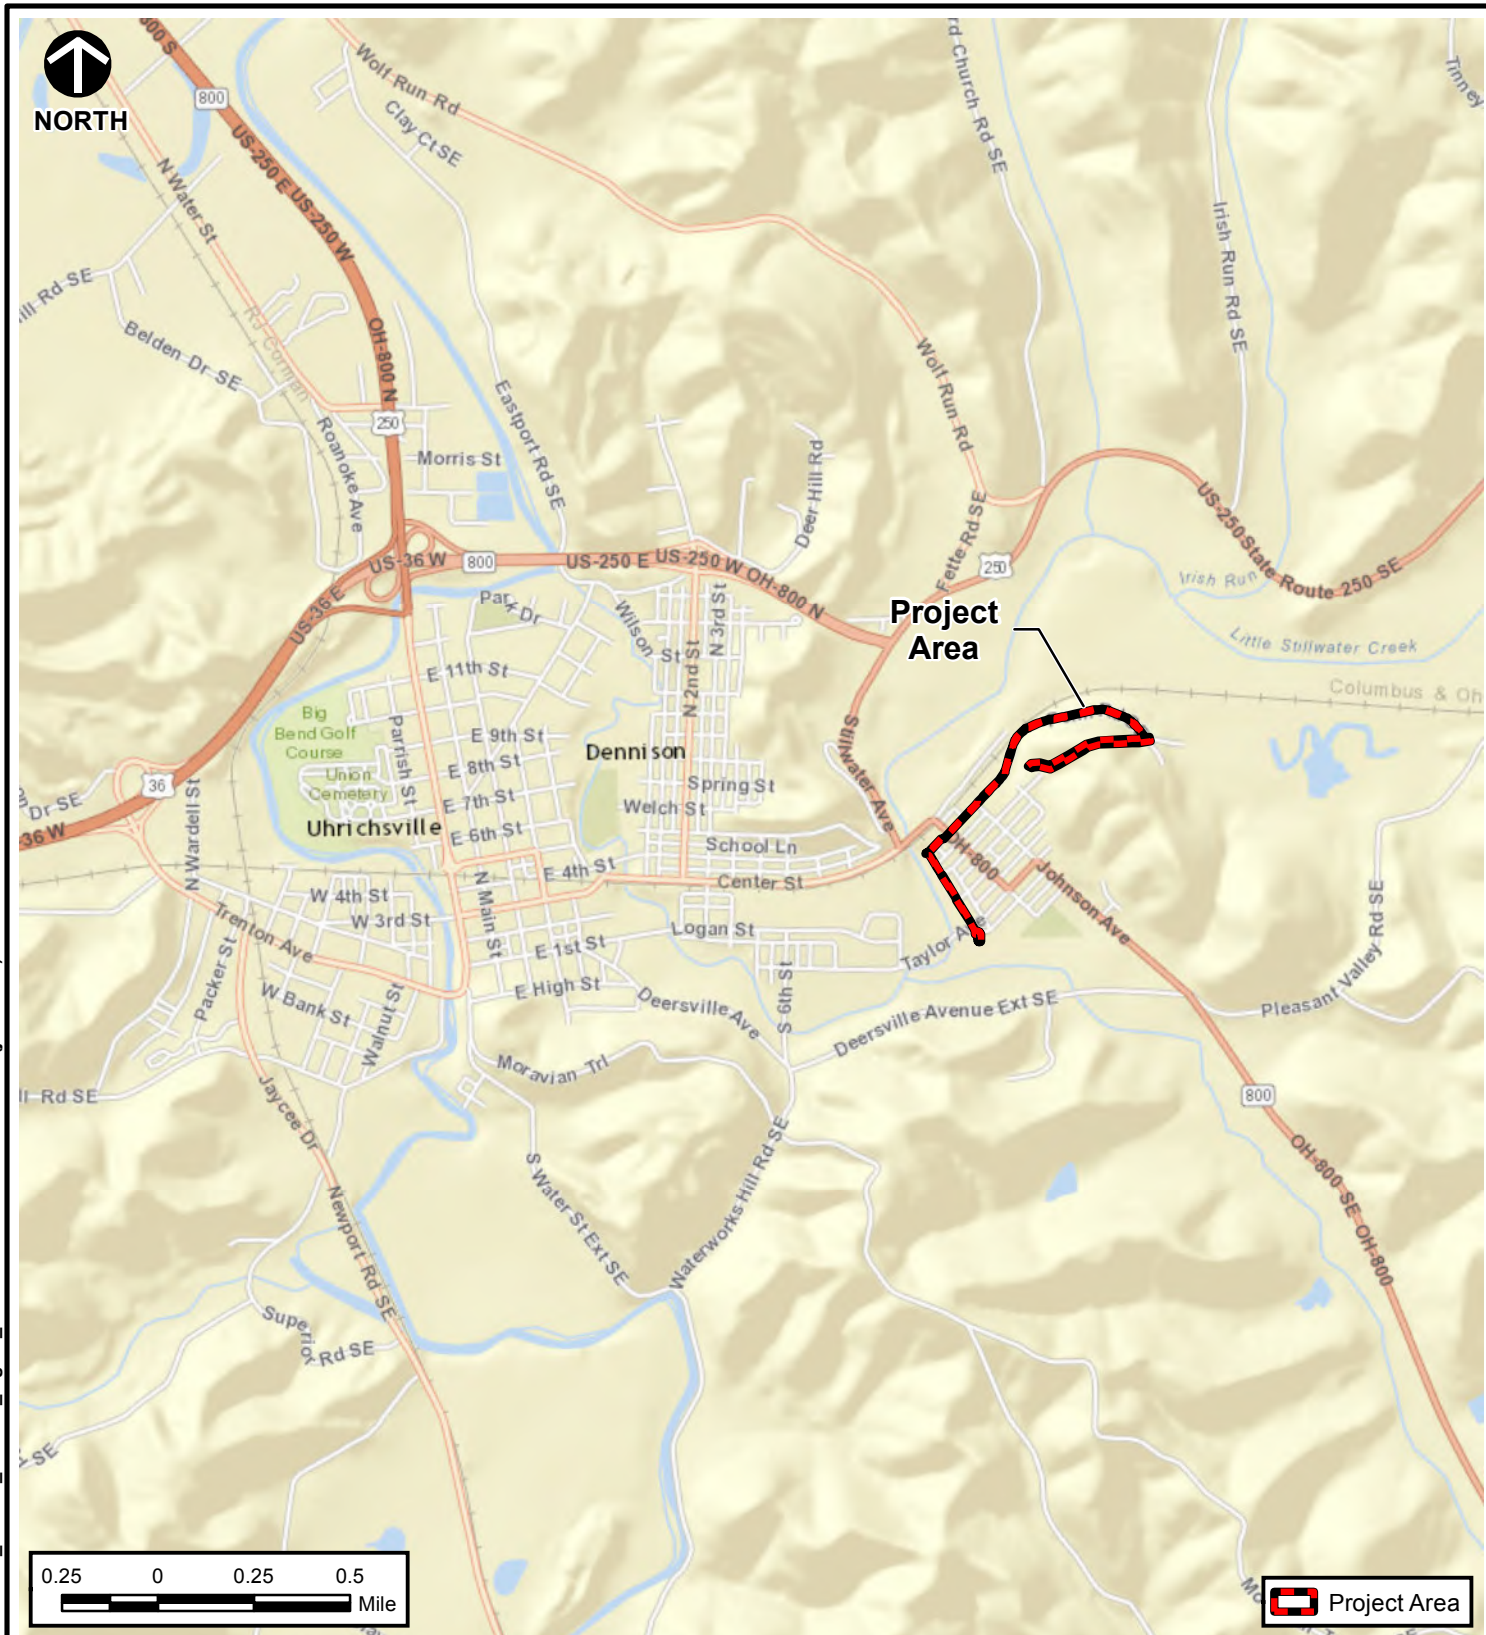 NORTH
800 S
800
Wolf Run Rd
Clay Ct SE
rd Church Rd SE
Tinney
US-250 E US-250 W
N Water St
Irish Run Rd SE
ill Rd SE
RJ Corman
OH-800 N
Belden Dr SE
Wolf Run Rd
Eastport Rd SE
250
Roanoke Ave
Morris St
Deer Hill Rd
Fette Rd SE
US-250 State Route 250 SE
US-36 W
800
US-250 E US-250 W OH-800 N
250
Irish Run
US-36 E
Park Dr
Wilson St
N 3rd St
Project
Area
Little Stillwater Creek
E 11th St
N 2nd St
Columbus & Oh
Big
Bend Golf
Course
Parrish St
E 9th St
Dennison
Stillwater Ave
Union
Cemetery
E 8th St
Spring St
36
n Dr SE
N Wardell St
E 7th St
Welch St
36 W
Uhrichsville
E 6th St
School Ln
OH-800
E 4th St
Center St
Johnson Ave
W 4th St
N Main St
W 3rd St
Trenton Ave
E 1st St
Logan St
Taylor A
Pleasant Valley Rd SE
Packer St
W Bank St
Walnut St
E High St
Deersville Ave
S 6th St
Deersville Avenue Ext SE
Moravian Trl
ll Rd SE
Jaycee Dr
800
S Water St Ext SE
Waterworks Hill Rd SE
OH-800 SE OH-800
Newport Rd SE
Superior Rd SE
SE
0.25 0 0.25 0.5
Mile
Project Area